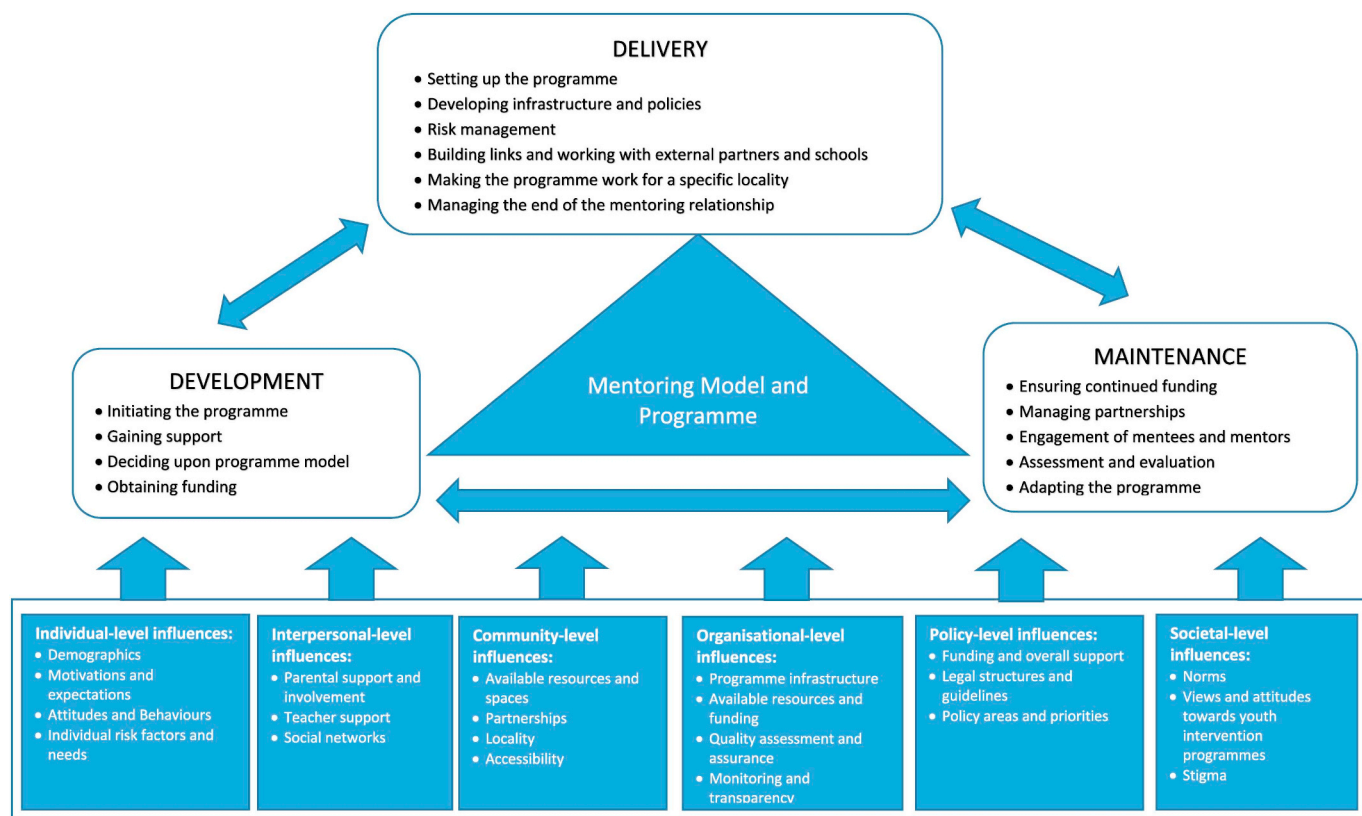 DELIVERY
• Setting up the programme
• Developing infrastructure and policies
• Risk management
• Building links and working with external partners and schools
• Making the programme work for a specific locality
• Managing the end of the mentoring relationship
DEVELOPMENT
• Initiating the programme
• Gaining support
• Deciding upon programme model
• Obtaining funding
Mentoring Model and
Programme
MAINTENANCE
• Ensuring continued funding
• Managing partnerships
• Engagement of mentees and mentors
• Assessment and evaluation
• Adapting the programme
Individual-level influences:
• Demographics
• Motivations and
expectations
• Attitudes and Behaviours
• Individual risk factors and
needs
Interpersonal-level
influences:
• Parental support and
involvement
• Teacher support
• Social networks
Community-level
influences:
• Available resources and
spaces
• Partnerships
• Locality
• Accessibility
Organisational-level
influences:
• Programme infrastructure
• Available resources and
funding
• Quality assessment and
assurance
• Monitoring and
transparency
Policy-level influences:
• Funding and overall support
• Legal structures and
guidelines
• Policy areas and priorities
Societal-level
influences:
• Norms
• Views and attitudes
towards youth
intervention
programmes
• Stigma